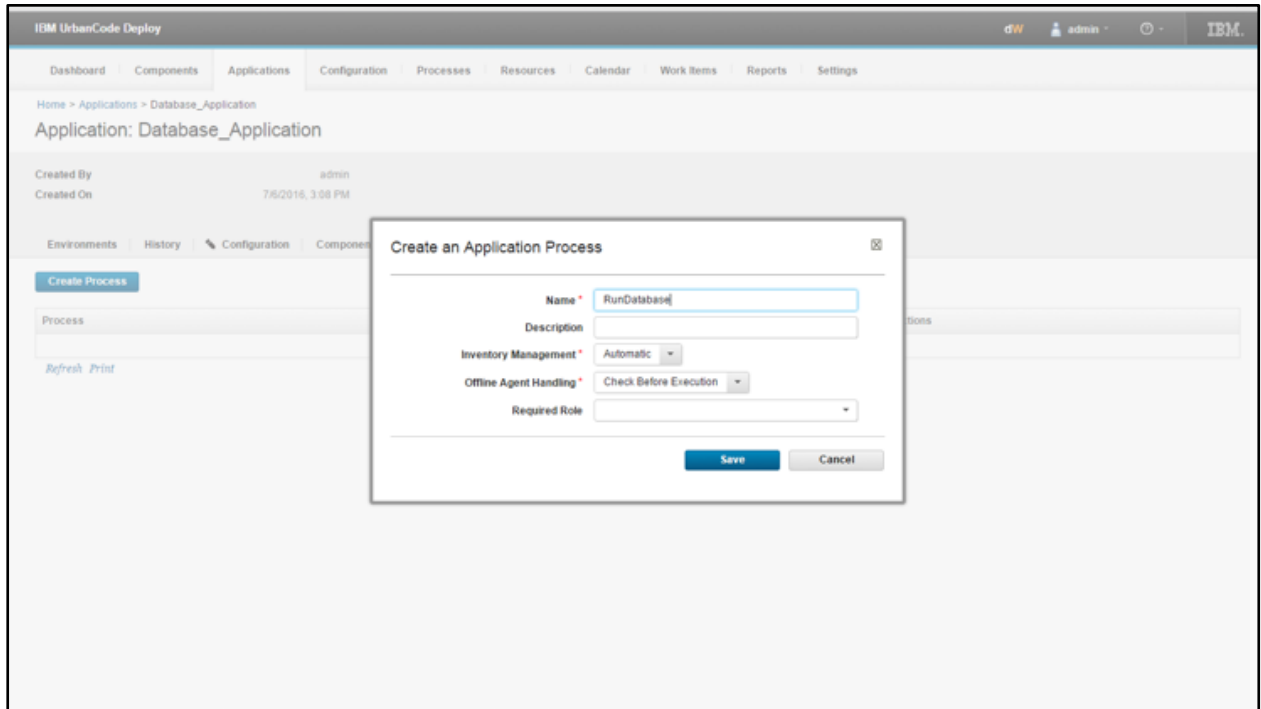 IBM UrbanCode Deploy dW admin IBM.
Dashboard Components Applications Configuration Processes Resources Calendar Work Items Reports Settings
Home > Applications > Database_Application
Application: Database_Application
Created By admin
Created On 7/6/2016, 3:08 PM
Environments History Configuration Componen
Create an Application Process
Create Process
Name * RunDatabase
Process tions
Description
Inventory Management * Automatic
Refresh Print
Offline Agent Handling * Check Before Execution
Required Role
Save Cancel